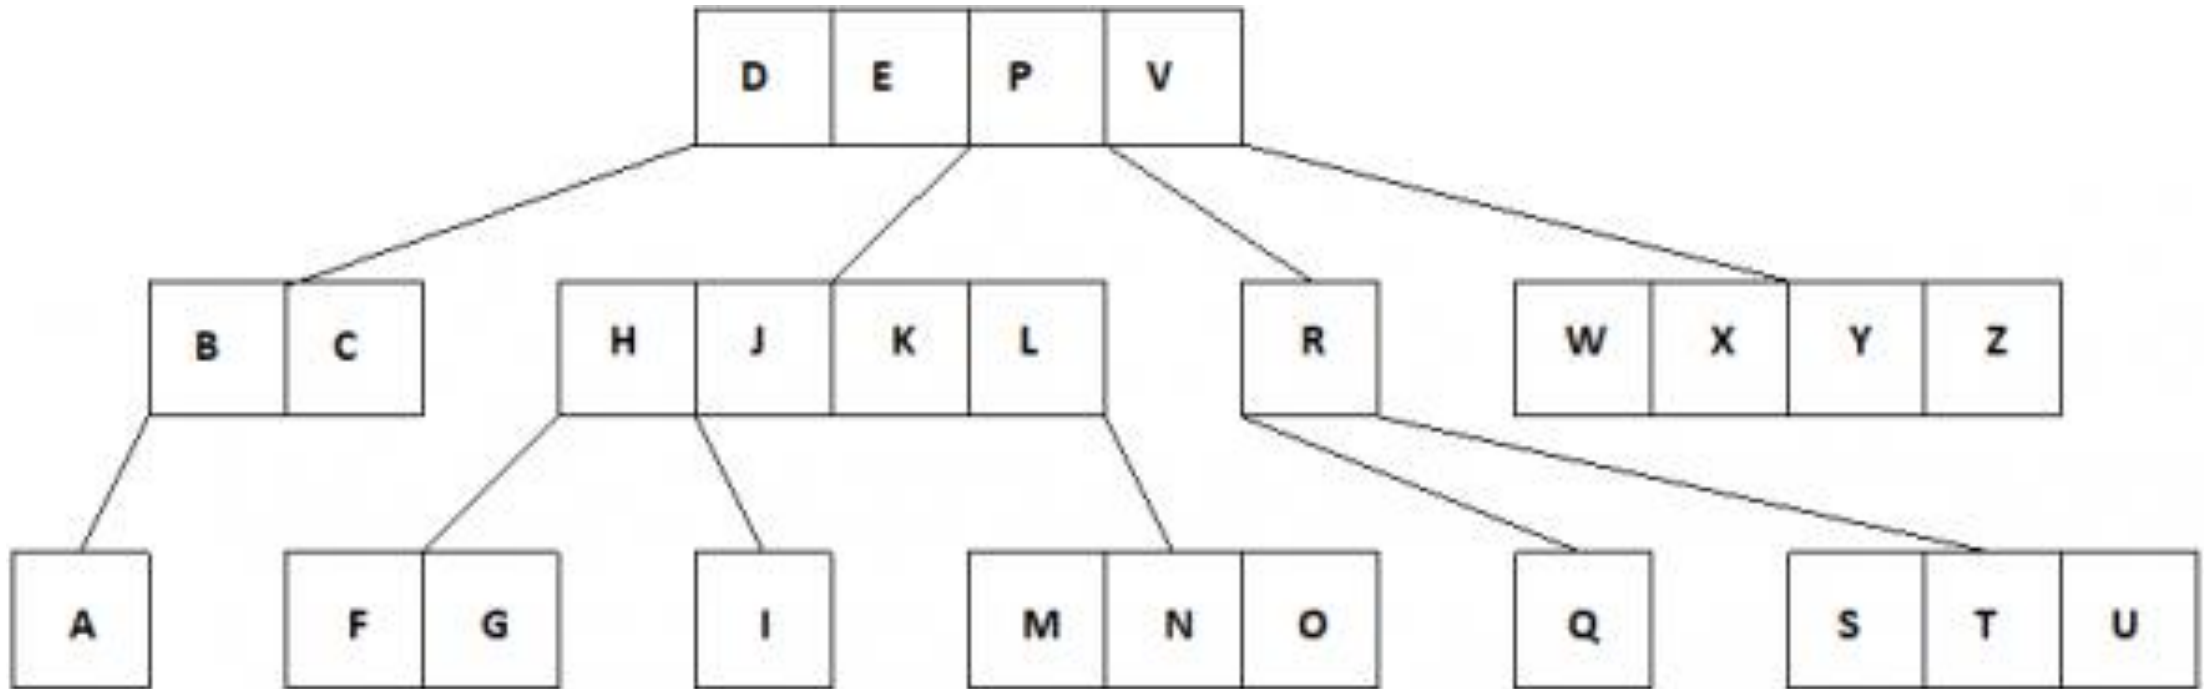 D E P V
B C H J K L R W X Y Z
A F G I M N O Q S T U